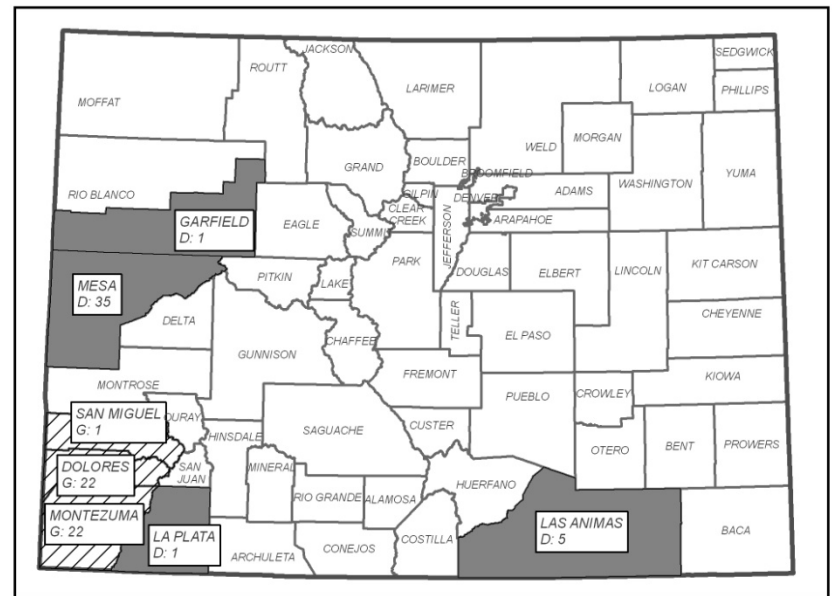 JACKSON
SEDGWICK
ROUTT
LARIMER
LOGAN
PHILLIPS
MOFFAT
MORGAN
WELD
BOULDER
GRAND
BROOMFIELD
YUMA
WASHINGTON
RIO BLANCO
GILPIN
DENVER
ADAMS
CLEAR
CREEK
GARFIELD
D: 1
EAGLE
SUMMIT
JEFFERSON
ARAPAHOE
PARK
DOUGLAS
ELBERT
LINCOLN
KIT CARSON
PITKIN
LAKE
MESA
D: 35
DELTA
CHEYENNE
TELLER
EL PASO
CHAFFEE
GUNNISON
FREMONT
KIOWA
MONTROSE
PUEBLO
CROWLEY
SAN MIGUEL
G: 1
OURAY
HINSDALE
SAGUACHE
CUSTER
OTERO
BENT
PROWERS
DOLORES
G: 22
SAN
JUAN
MINERAL
HUERFANO
RIO GRANDE
ALAMOSA
MONTEZUMA
G: 22
LA PLATA
D: 1
ARCHULETA
CONEJOS
COSTILLA
LAS ANIMAS
D: 5
BACA